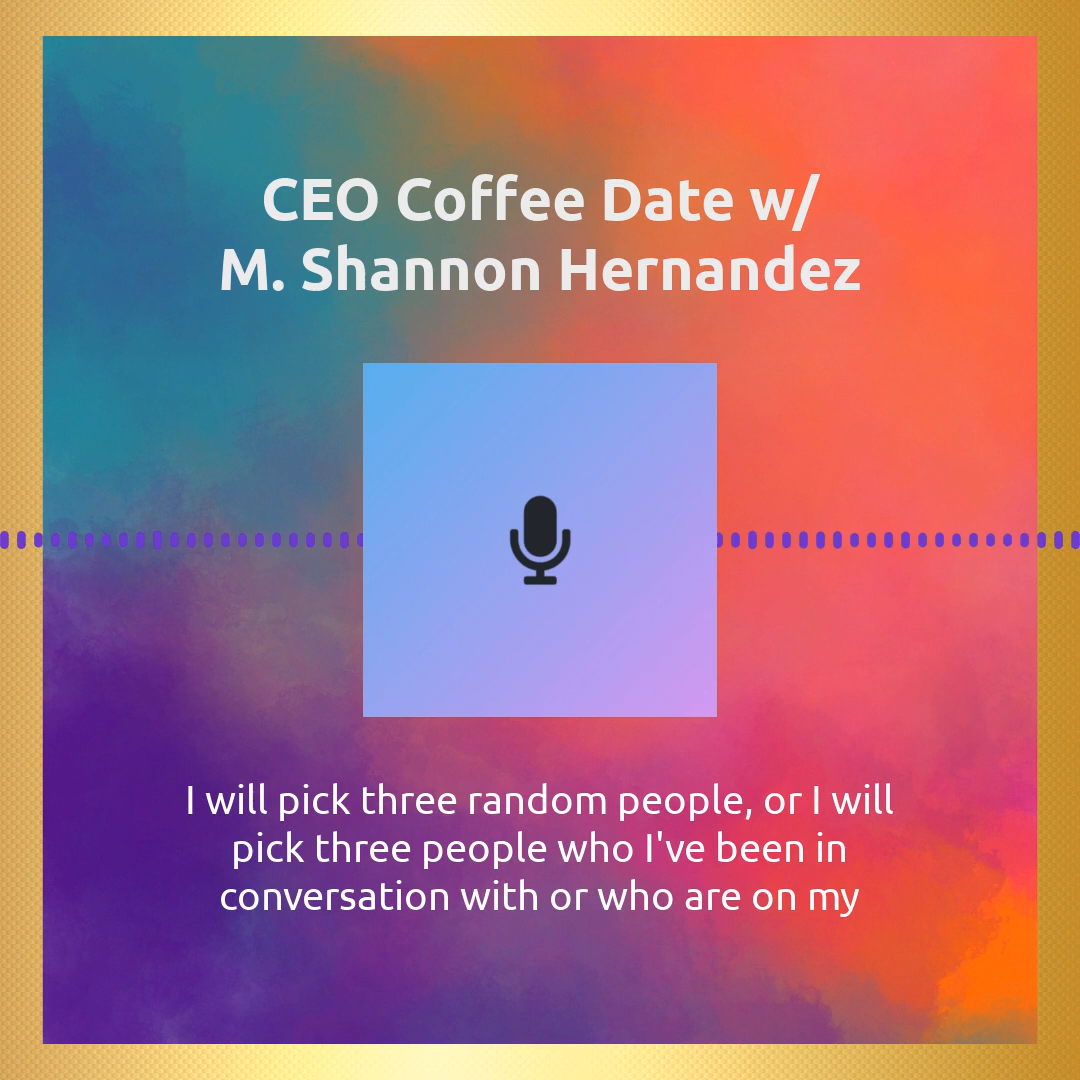 CEO Coffee Date w/
M. Shannon Hernandez
I will pick three random people, or I will
pick three people who I've been in
conversation with or who are on my